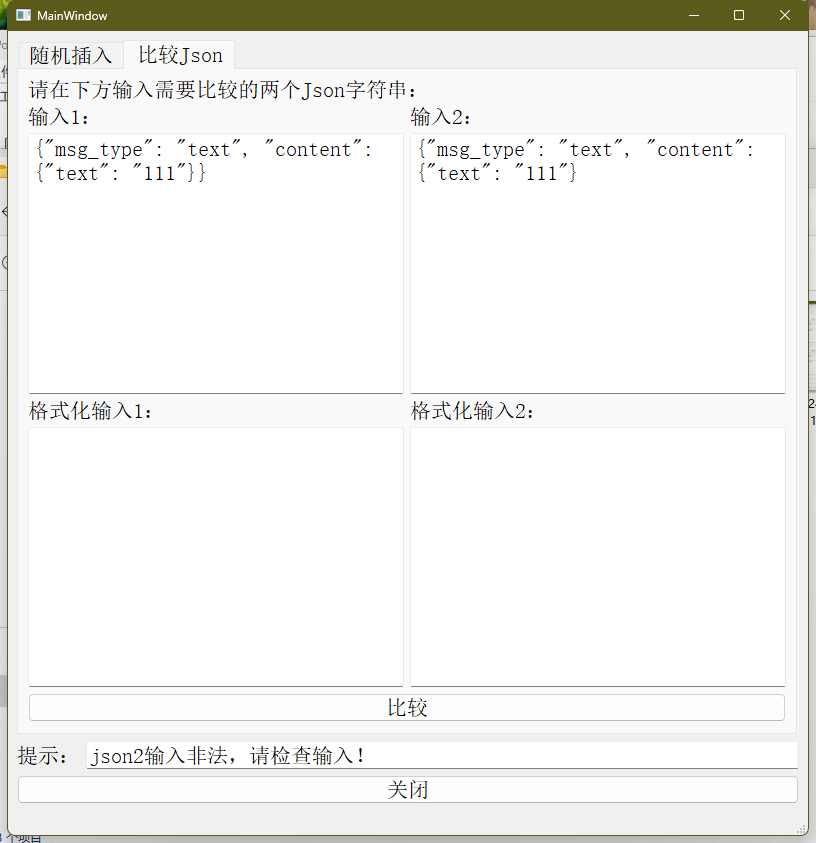 MainWindow
随机插入 比较Json
请在下方输入需要比较的两个Json字符串：
输入1： 输入2：
{"msg_type": "text", "content":
{"text": "111"}}
{"msg_type": "text", "content":
{"text": "111"}
格式化输入1： 格式化输入2：
比较
提示： json2输入非法，请检查输入！
关闭
个项目